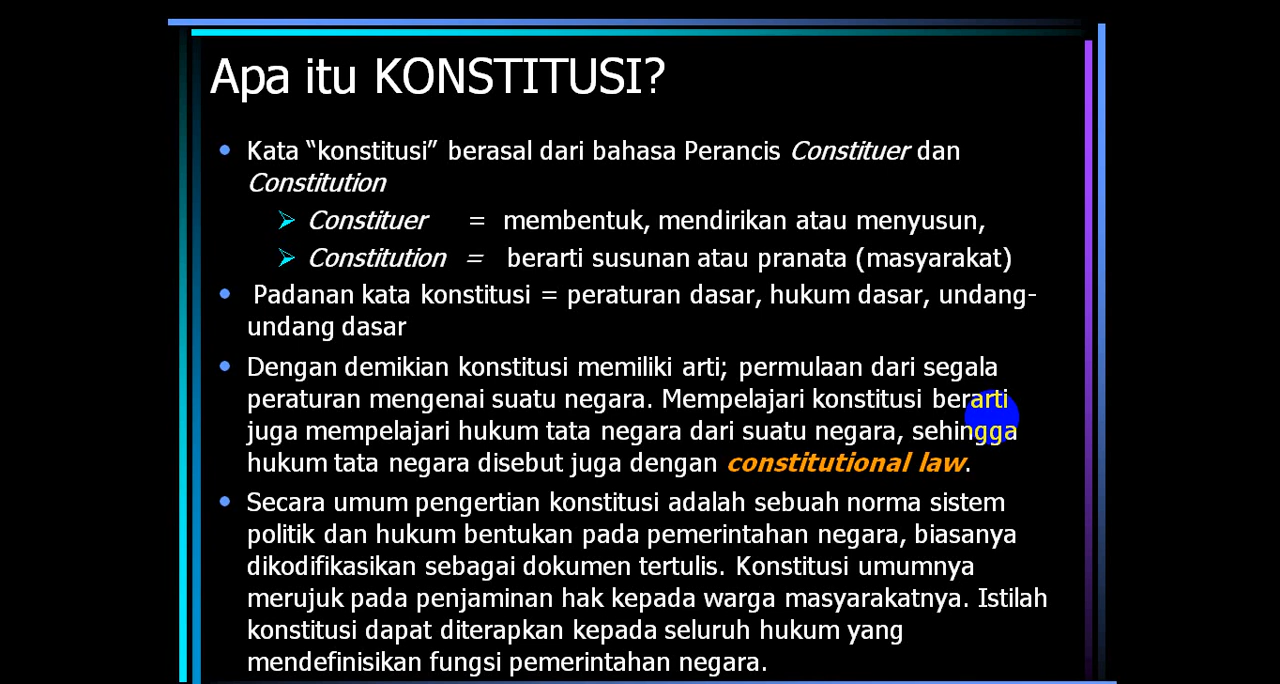 Apa itu KONSTITUSI?
Kata “konstitusi” berasal dari bahasa Perancis Constituer dan
Constitution
Constituer = membentuk, mendirikan atau menyusun,
Constitution = berarti susunan atau pranata (masyarakat)
Padanan kata konstitusi = peraturan dasar, hukum dasar, undang-
undang dasar
Dengan demikian konstitusi memiliki arti; permulaan dari segala
peraturan mengenai suatu negara. Mempelajari konstitusi berarti
juga mempelajari hukum tata negara dari suatu negara, sehingga
hukum tata negara disebut juga dengan constitutional law.
Secara umum pengertian konstitusi adalah sebuah norma sistem
politik dan hukum bentukan pada pemerintahan negara, biasanya
dikodifikasikan sebagai dokumen tertulis. Konstitusi umumnya
merujuk pada penjaminan hak kepada warga masyarakatnya. Istilah
konstitusi dapat diterapkan kepada seluruh hukum yang
mendefinisikan fungsi pemerintahan negara.